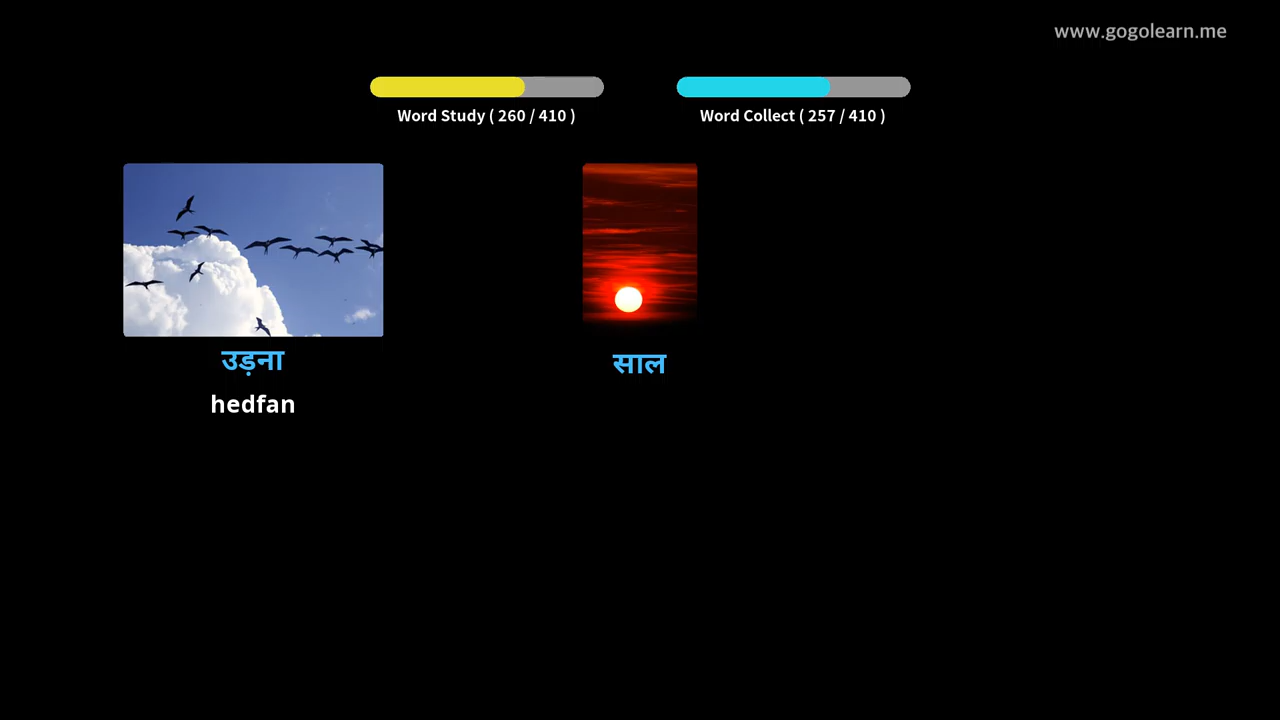 www.gogolearn.me
Word Study ( 260 / 410 )
Word Collect ( 257 / 410 )
उड़ना
hedfan
साल